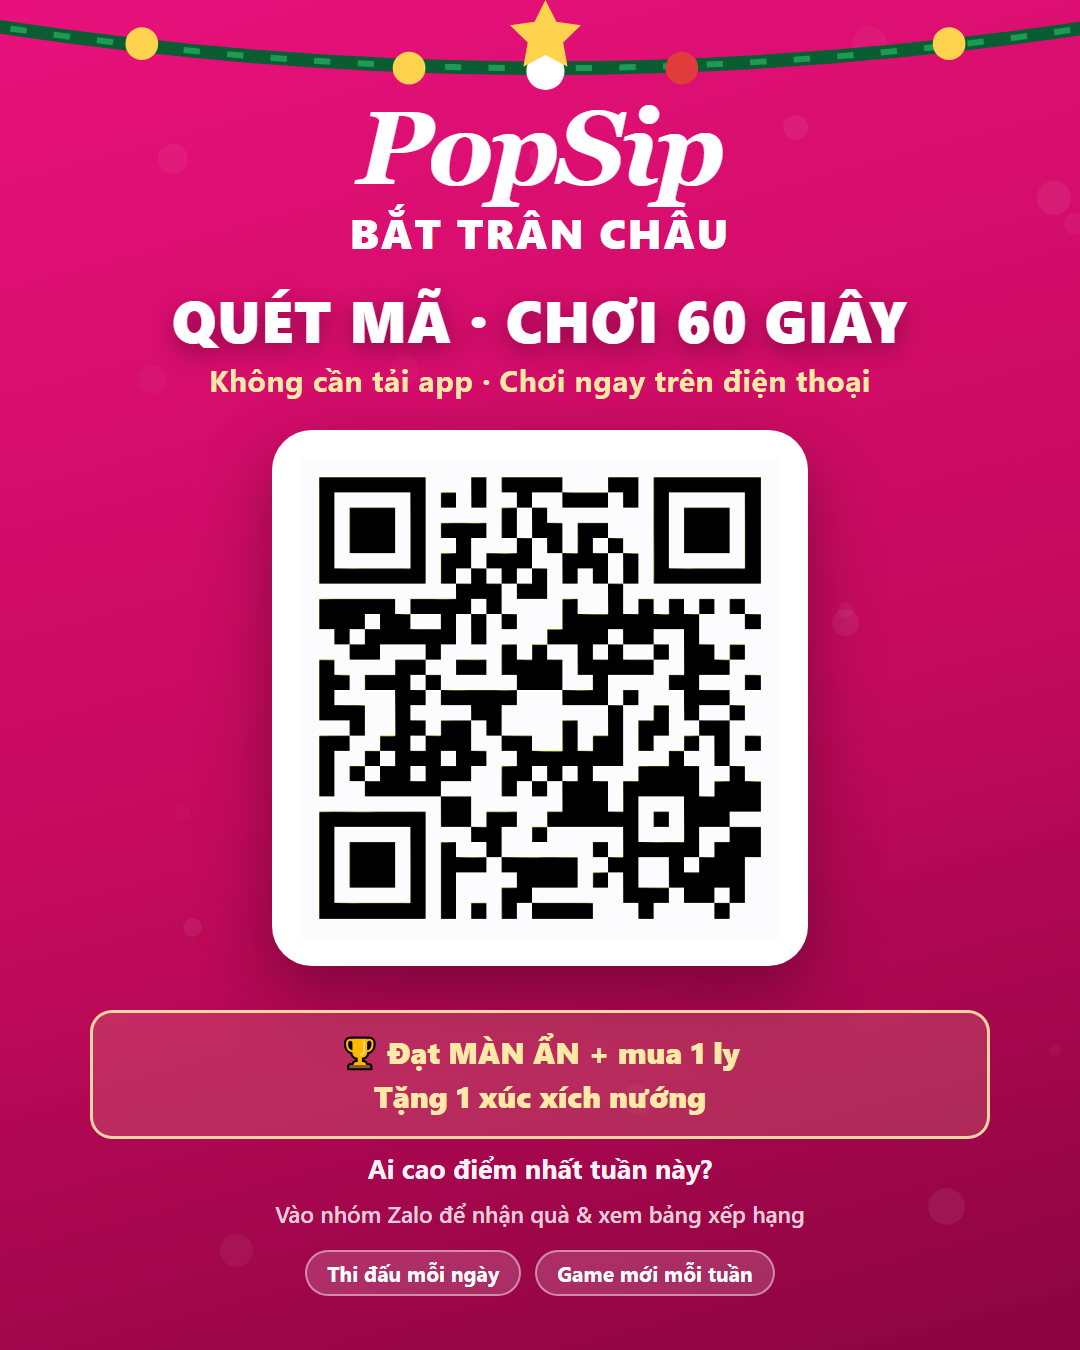 PopSip
BẮT TRÂN CHÂU
QUÉT MÃ · CHƠI 60 GIÂY
Không cần tải app · Chơi ngay trên điện thoại
🏆 Đạt MÀN ẨN + mua 1 ly
Tặng 1 xúc xích nướng
Ai cao điểm nhất tuần này?
Vào nhóm Zalo để nhận quà & xem bảng xếp hạng
Thi đấu mỗi ngày
Game mới mỗi tuần